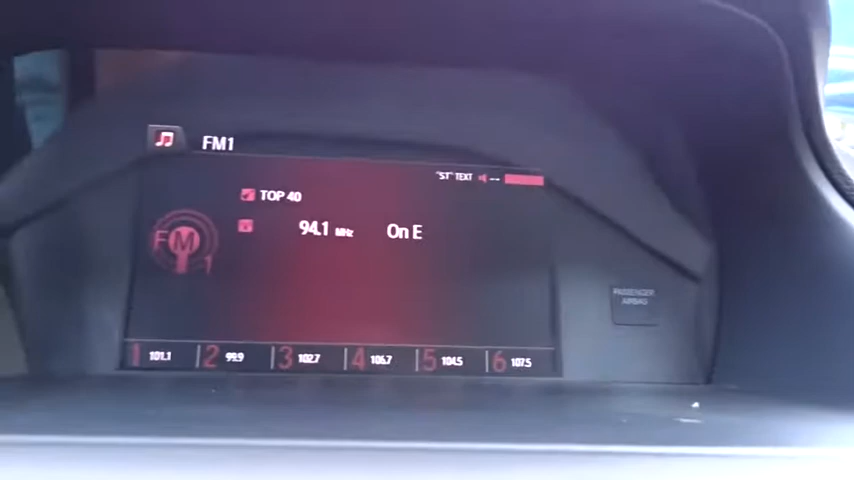 FM1
"ST" TEXT --
TOP 40
FM 1
94.1 MHz On E
PASSENGER
AIRBAG
1 101.1 2 99.9 3 102.7 4 106.7 5 104.5 6 107.5